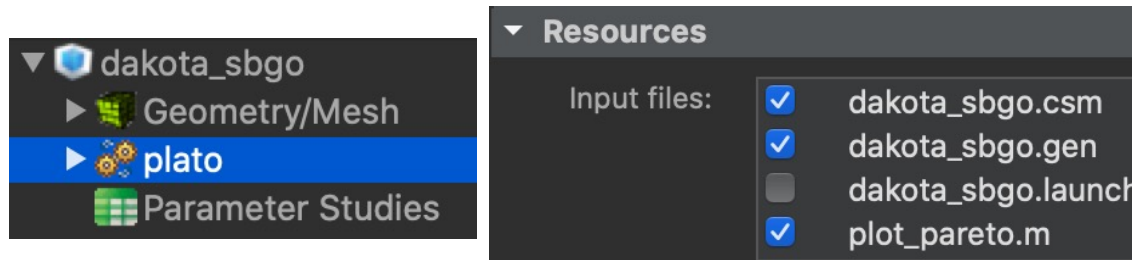 dakota_sbgo
Geometry/Mesh
plato
Parameter Studies
Resources
Input files:
dakota_sbgo.csm
dakota_sbgo.gen
dakota_sbgo.launch
plot_pareto.m